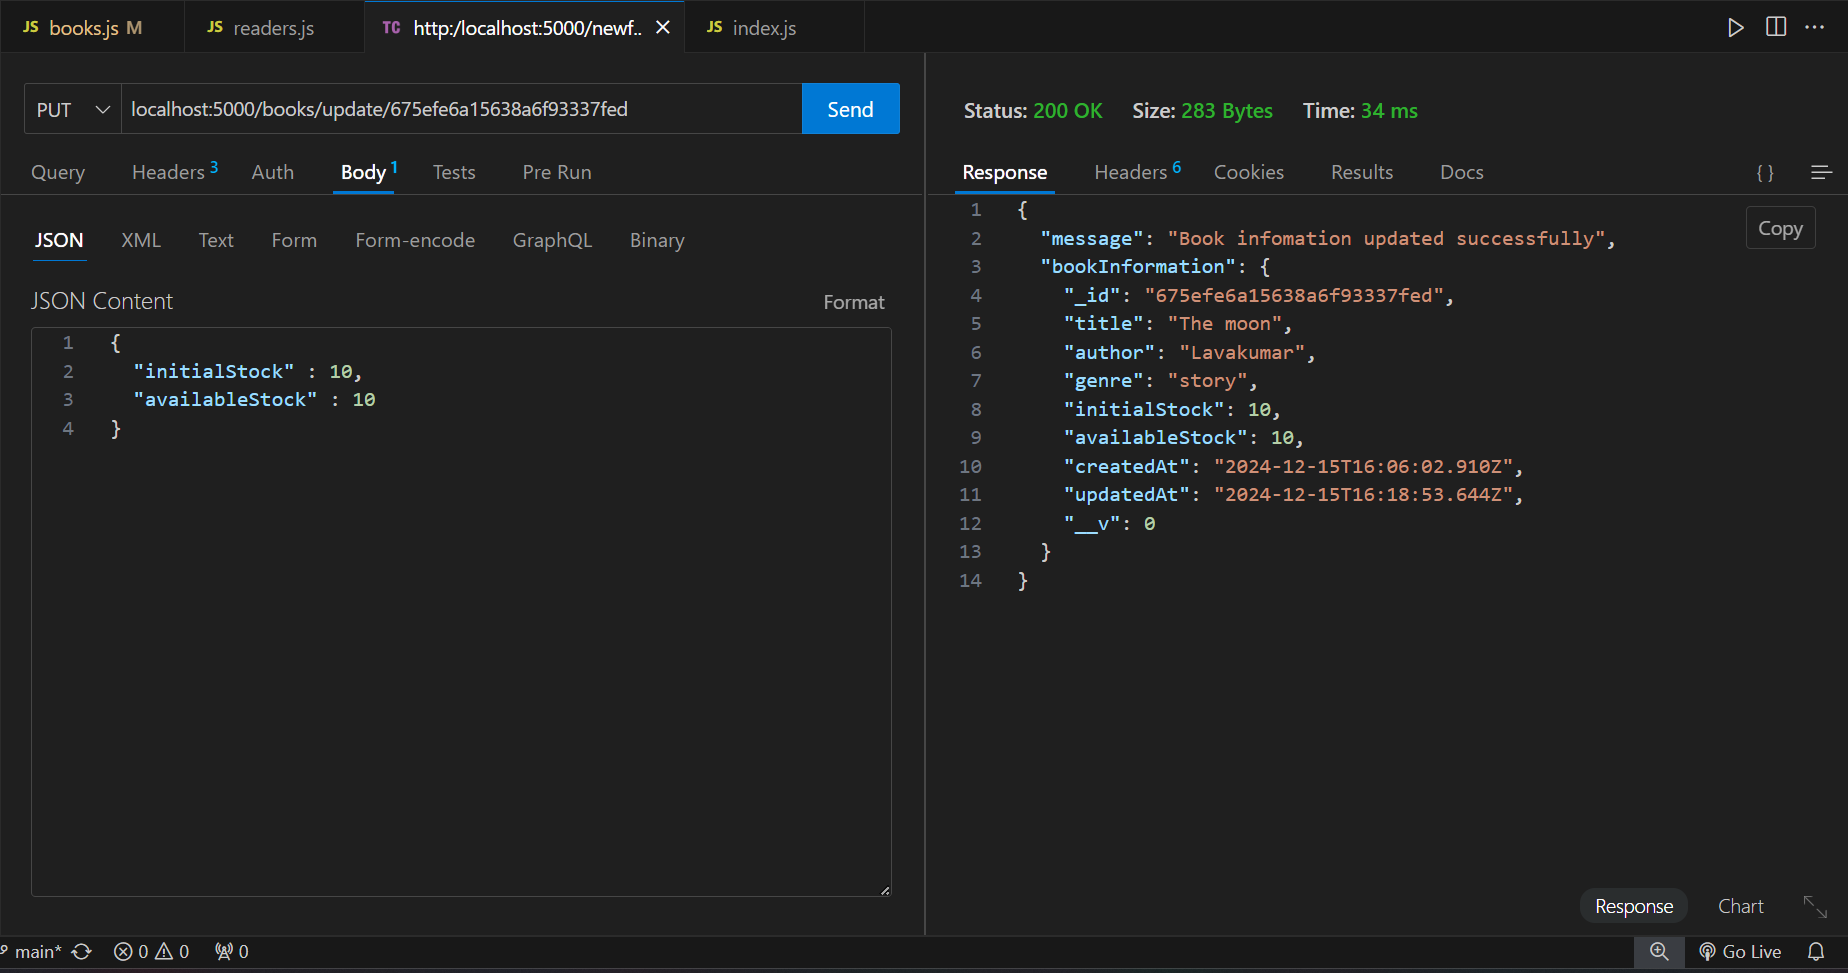 JS books.js M
JS readers.js
TC http:/localhost:5000/newf..
JS index.js
PUT localhost:5000/books/update/675efe6a15638a6f93337fed Send
Query Headers 3 Auth Body 1 Tests Pre Run
JSON XML Text Form Form-encode GraphQL Binary
JSON Content Format
1 {
2 "initialStock" : 10,
3 "availableStock" : 10
4 }
Status: 200 OK Size: 283 Bytes Time: 34 ms
Response Headers 6 Cookies Results Docs { }
Copy
1 {
2 "message": "Book infomation updated successfully",
3 "bookInformation": {
4 "_id": "675efe6a15638a6f93337fed",
5 "title": "The moon",
6 "author": "Lavakumar",
7 "genre": "story",
8 "initialStock": 10,
9 "availableStock": 10,
10 "createdAt": "2024-12-15T16:06:02.910Z",
11 "updatedAt": "2024-12-15T16:18:53.644Z",
12 "__v": 0
13 }
14 }
Response Chart
main* 0 0 0 Go Live